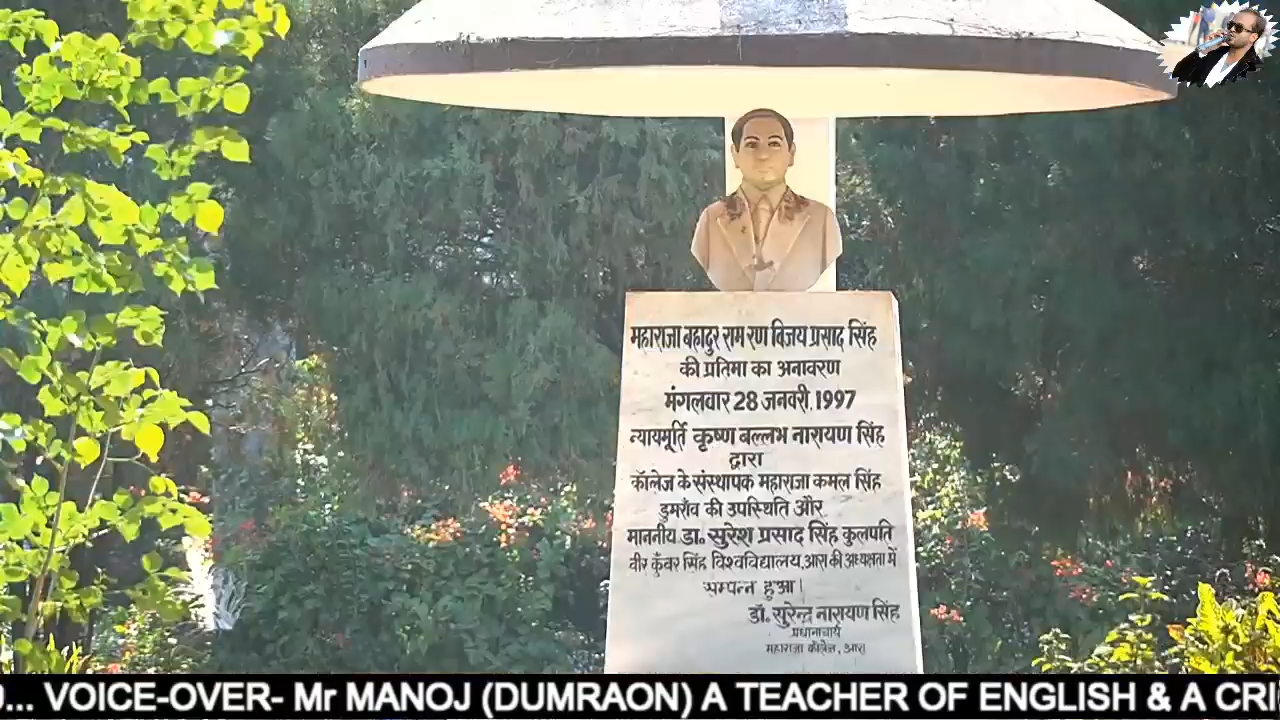 महाराजा बहादुर राम रण विजय प्रसाद सिंह
की प्रतिमा का अनावरण
मंगलवार 28 जनवरी, 1997
न्यायमूर्ति कृष्ण बल्लभ नारायण सिंह
द्वारा
कॉलेज के संस्थापक महाराजा कमल सिंह
डुमराँव की उपस्थिति और
माननीय डा. सुरेश प्रसाद सिंह कुलपति
वीर कुँवर सिंह विश्वविद्यालय, आरा की अध्यक्षता में
सम्पन्न हुआ।
डॉ. सुरेन्द्र नारायण सिंह
प्रधानाचार्य
महाराजा कॉलेज, आरा
... VOICE-OVER- Mr MANOJ (DUMRAON) A TEACHER OF ENGLISH & A CRI